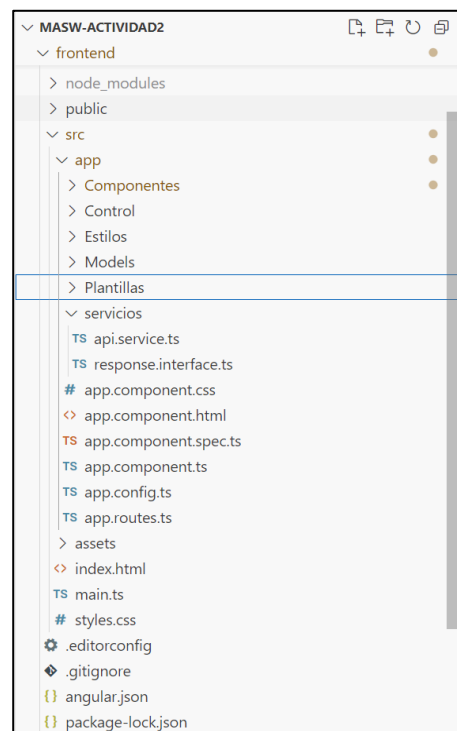 MASW-ACTIVIDAD2
frontend
node_modules
public
src
app
Componentes
Control
Estilos
Models
Plantillas
servicios
TS api.service.ts
TS response.interface.ts
# app.component.css
<> app.component.html
TS app.component.spec.ts
TS app.component.ts
TS app.config.ts
TS app.routes.ts
assets
<> index.html
TS main.ts
# styles.css
.editorconfig
.gitignore
{} angular.json
{} package-lock.json